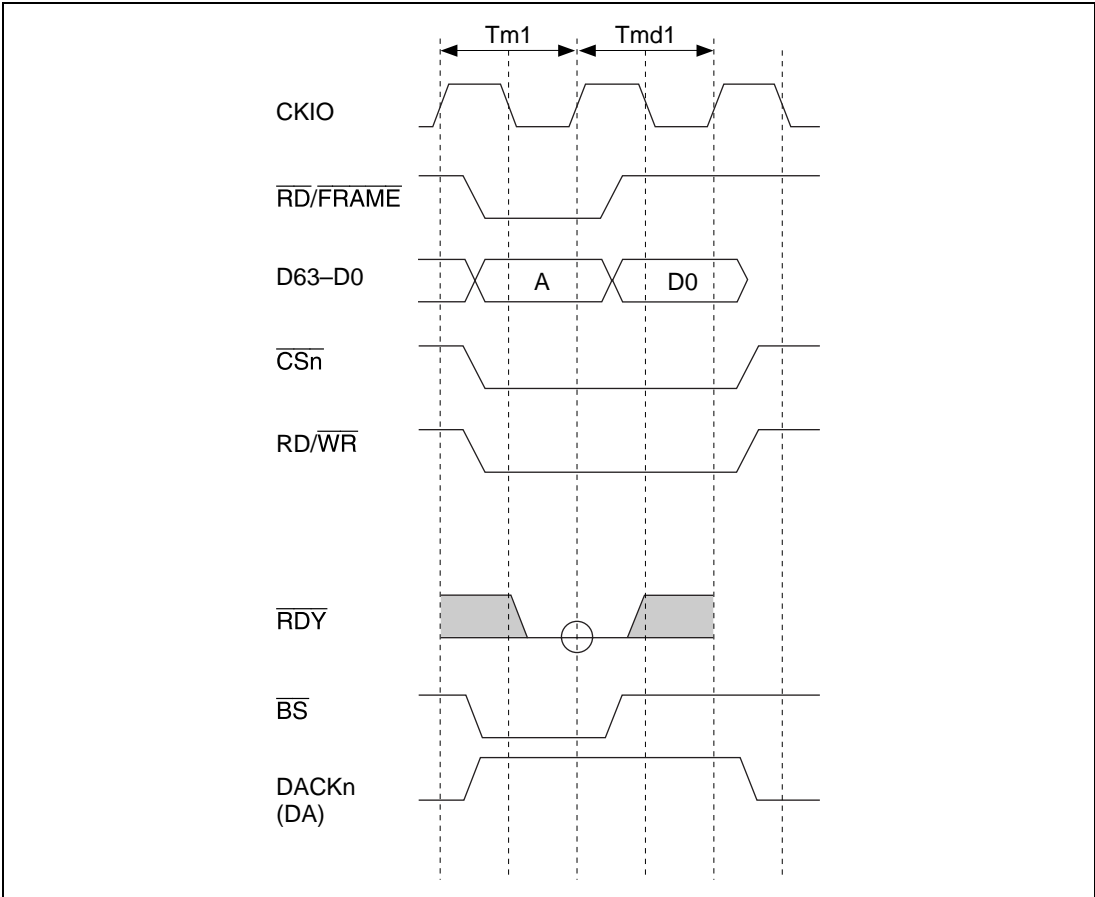 Tm1 Tmd1
CKIO
RD/FRAME
D63–D0 A D0
CSn
RD/WR
RDY
BS
DACKn
(DA)